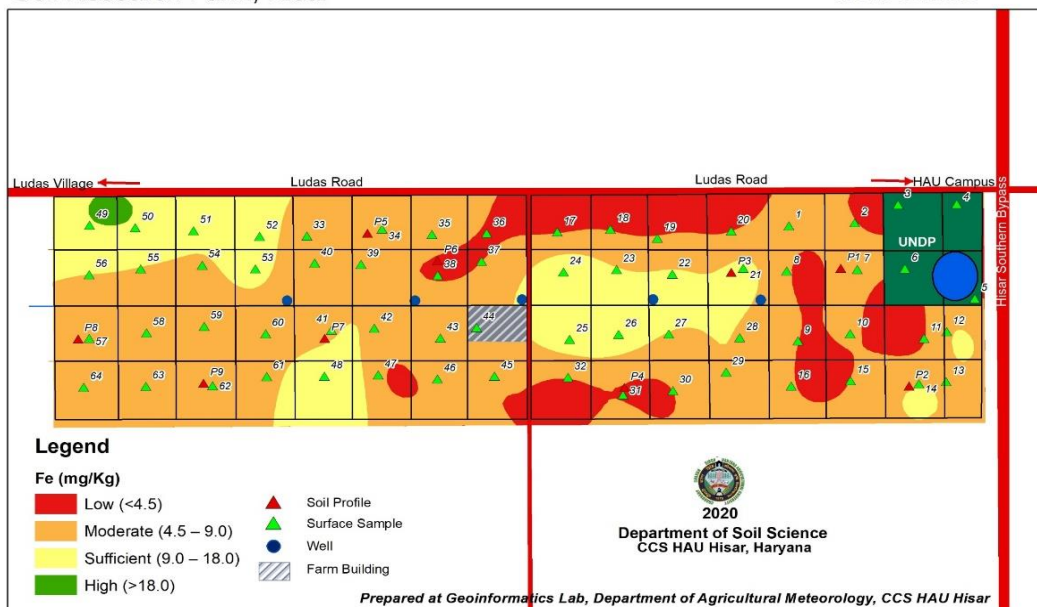 Ludas Village
Ludas Road
Ludas Road
HAU Campus
Hisar Southern Bypass
49
50
51
52
33
P5
34
35
36
17
18
19
20
1
2
3
4
56
55
54
53
40
39
P6
38
37
24
23
22
P3
21
8
P1
7
UNDP
6
5
P8
57
58
59
60
41
P7
42
43
44
25
26
27
28
9
10
11
12
64
63
P9
62
61
48
47
46
45
32
P4
31
30
29
16
15
P2
14
13
Legend
Fe (mg/Kg)
Low (<4.5)
Moderate (4.5 – 9.0)
Sufficient (9.0 – 18.0)
High (>18.0)
Soil Profile
Surface Sample
Well
Farm Building
2020
Department of Soil Science
CCS HAU Hisar, Haryana
Prepared at Geoinformatics Lab, Department of Agricultural Meteorology, CCS HAU Hisar